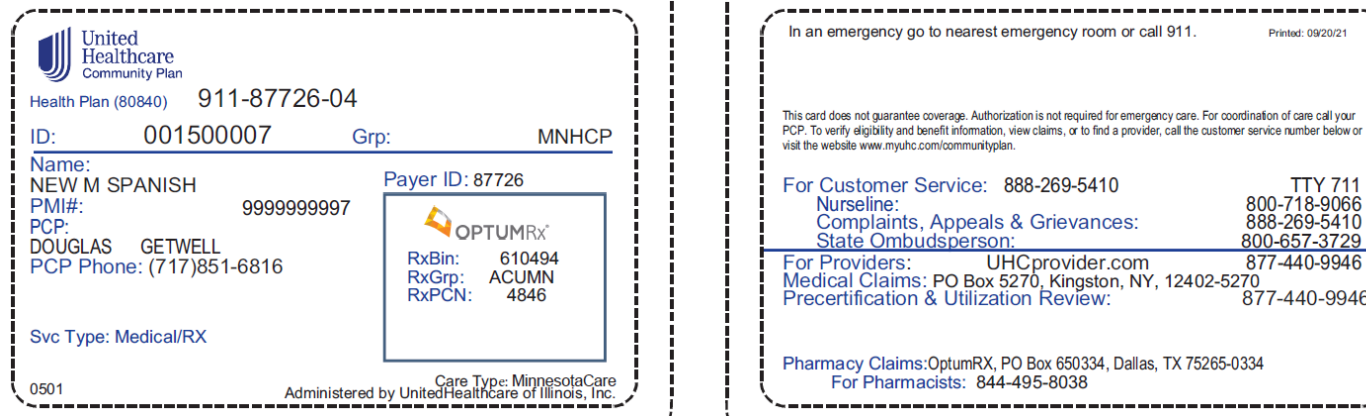 United
Healthcare
Community Plan
Health Plan (80840) 911-87726-04
ID: 001500007 Grp: MNHCP
Name:
NEW M SPANISH
PMI#: 9999999997
PCP:
DOUGLAS GETWELL
PCP Phone: (717)851-6816
Payer ID: 87726
OPTUMRx®
RxBin: 610494
RxGrp: ACUMN
RxPCN: 4846
Svc Type: Medical/RX
Care Type: MinnesotaCare
0501 Administered by UnitedHealthcare of Illinois, Inc.
In an emergency go to nearest emergency room or call 911. Printed: 09/20/21
This card does not guarantee coverage. Authorization is not required for emergency care. For coordination of care call your
PCP. To verify eligibility and benefit information, view claims, or to find a provider, call the customer service number below or
visit the website www.myuhc.com/communityplan.
For Customer Service: 888-269-5410 TTY 711
Nurseline: 800-718-9066
Complaints, Appeals & Grievances: 888-269-5410
State Ombudsperson: 800-657-3729
For Providers: UHCprovider.com 877-440-9946
Medical Claims: PO Box 5270, Kingston, NY, 12402-5270
Precertification & Utilization Review: 877-440-9946
Pharmacy Claims:OptumRX, PO Box 650334, Dallas, TX 75265-0334
For Pharmacists: 844-495-8038